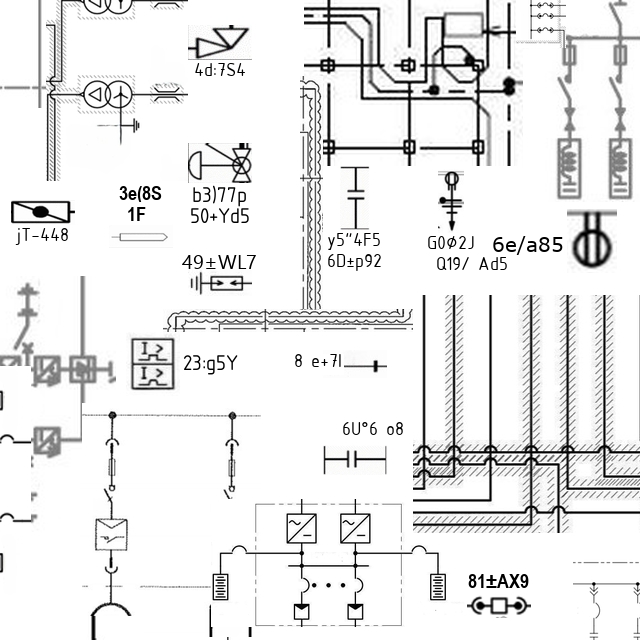 4d:7S4
b3)77p
50+Yd5
3e(8S
1F
jT-448
y5"4F5
6D±p92
G0Ø2J
Q19/ Ad5
6e/a85
49±WL7
23:g5Y
8 e+7l
6U°6 o8
81±AX9